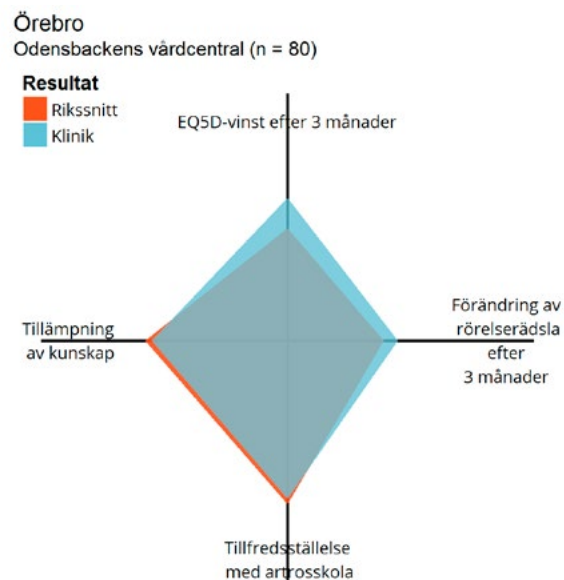 Örebro
Odensbackens vårdcentral (n = 80)
Resultat
Rikssnitt
Klinik
EQ5D-vinst efter 3 månader
Förändring av
rörelserädsla
efter
3 månader
Tillämpning
av kunskap
Tillfredsställelse
med artrosskola